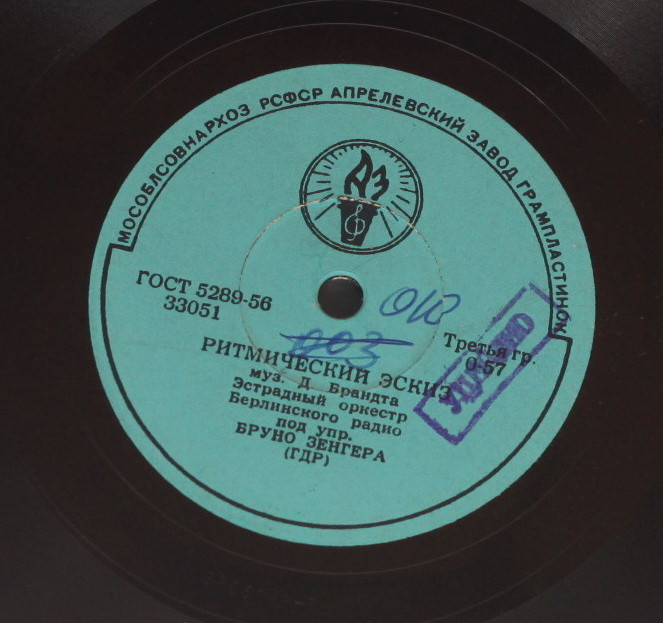 МОСОБЛСОВНАРХОЗ РСФСР АПРЕЛЕВСКИЙ ЗАВОД ГРАМПЛАСТИНОК
АЗ
ГОСТ 5289-56
33051
Третья гр.
0-57
003
РИТМИЧЕСКИЙ ЭСКИЗ
муз. Д Брандта
Эстрадный оркестр
Берлинского радио
под упр.
БРУНО ЗЕНГЕРА
(ГДР)